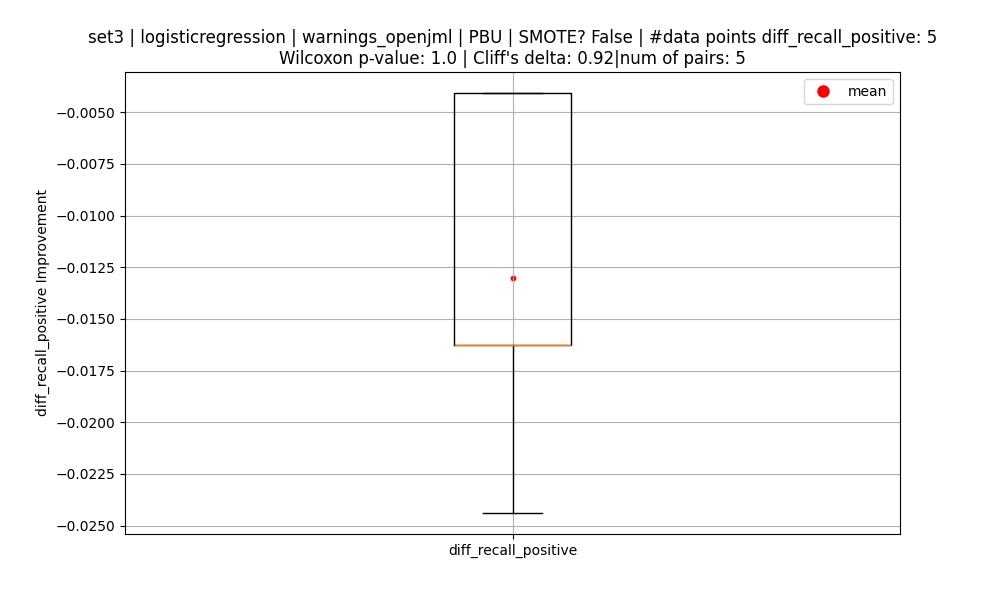 set3 | logisticregression | warnings_openjml | PBU | SMOTE? False | #data points diff_recall_positive: 5
Wilcoxon p-value: 1.0 | Cliff's delta: 0.92|num of pairs: 5
mean
−0.0050
−0.0075
−0.0100
−0.0125
−0.0150
−0.0175
−0.0200
−0.0225
−0.0250
diff_recall_positive Improvement
diff_recall_positive